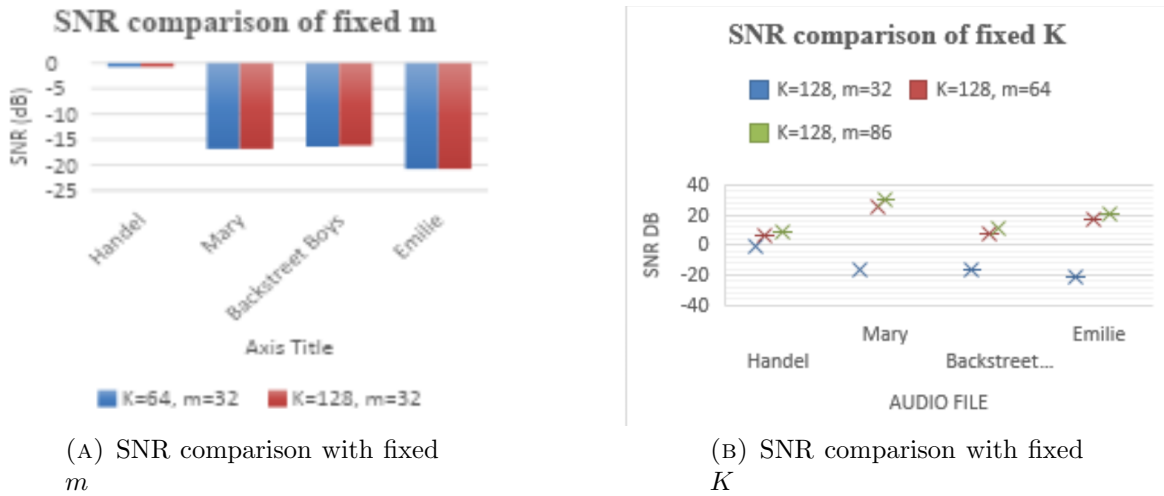 SNR comparison of fixed m
SNR (dB)
0
-5
-10
-15
-20
-25
Handel
Mary
Backstreet Boys
Emilie
Axis Title
K=64, m=32
K=128, m=32
(A) SNR comparison with fixed
m
SNR comparison of fixed K
K=128, m=32
K=128, m=64
K=128, m=86
SNR DB
40
20
0
-20
-40
Handel
Mary
Backstreet...
Emilie
AUDIO FILE
(B) SNR comparison with fixed
K